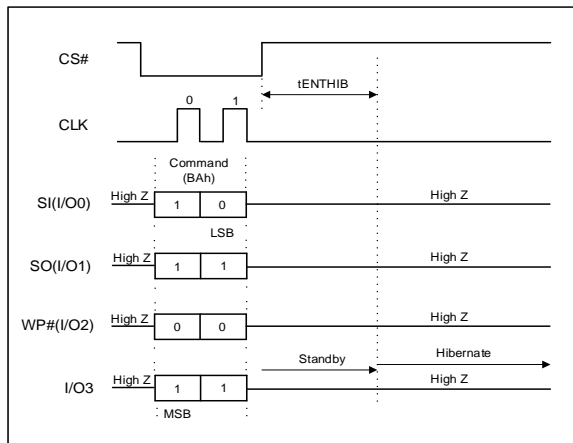 CS#
tENTHIB
0 1
CLK
Command
(BAh)
High Z High Z
SI(I/O0) 1 0
LSB
High Z High Z
SO(I/O1) 1 1
High Z High Z
WP#(I/O2) 0 0
Standby Hibernate
High Z High Z
I/O3 1 1
MSB